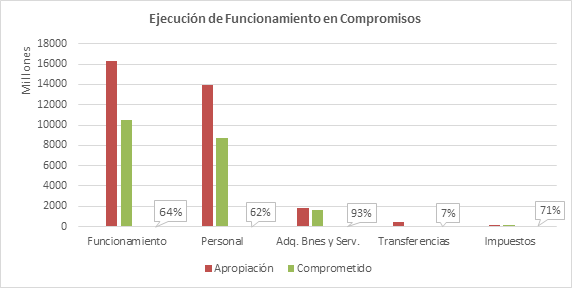 Ejecución de Funcionamiento en Compromisos
Millones
18000
16000
14000
12000
10000
8000
6000
4000
2000
0
64%
62%
93%
7%
71%
Funcionamiento
Personal
Adq. Bnes y Serv.
Transferencias
Impuestos
Apropiación
Comprometido